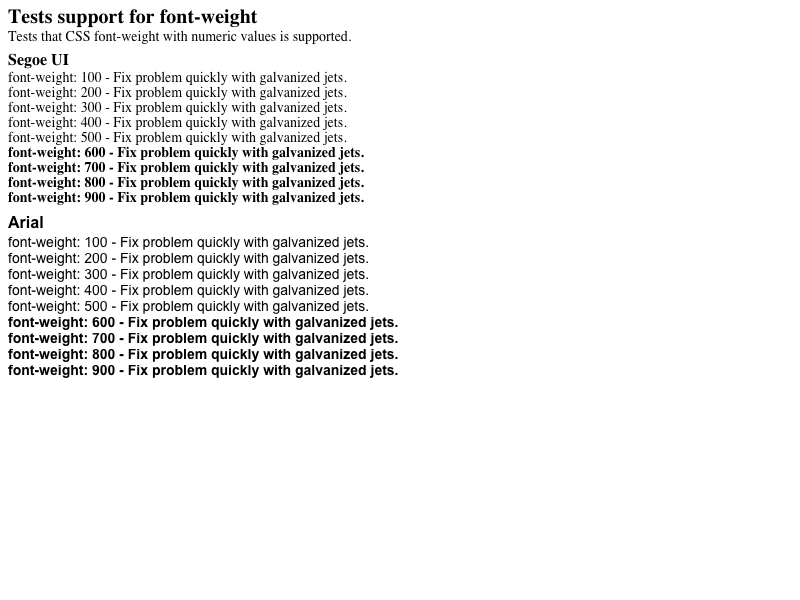 Tests support for font-weight
Tests that CSS font-weight with numeric values is supported.
Segoe UI
font-weight: 100 - Fix problem quickly with galvanized jets.
font-weight: 200 - Fix problem quickly with galvanized jets.
font-weight: 300 - Fix problem quickly with galvanized jets.
font-weight: 400 - Fix problem quickly with galvanized jets.
font-weight: 500 - Fix problem quickly with galvanized jets.
font-weight: 600 - Fix problem quickly with galvanized jets.
font-weight: 700 - Fix problem quickly with galvanized jets.
font-weight: 800 - Fix problem quickly with galvanized jets.
font-weight: 900 - Fix problem quickly with galvanized jets.
Arial
font-weight: 100 - Fix problem quickly with galvanized jets.
font-weight: 200 - Fix problem quickly with galvanized jets.
font-weight: 300 - Fix problem quickly with galvanized jets.
font-weight: 400 - Fix problem quickly with galvanized jets.
font-weight: 500 - Fix problem quickly with galvanized jets.
font-weight: 600 - Fix problem quickly with galvanized jets.
font-weight: 700 - Fix problem quickly with galvanized jets.
font-weight: 800 - Fix problem quickly with galvanized jets.
font-weight: 900 - Fix problem quickly with galvanized jets.